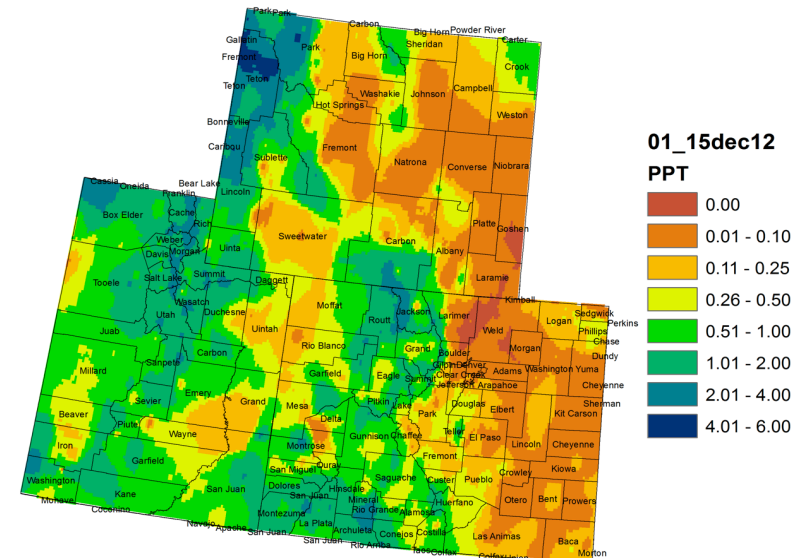 Park Park
Carbon
Big Horn Powder River
Carter
Gallatin
Park
Sheridan
Fremont
Big Horn
Crook
Teton
Teton
Washakie
Johnson
Campbell
Hot Springs
Weston
Bonneville
Caribou
Fremont
Sublette
Natrona
Converse
Niobrara
Cassia
Oneida
Bear Lake
Franklin
Lincoln
Box Elder
Cache
Rich
Platte
Goshen
Sweetwater
Carbon
Weber
Morgan
Uinta
Albany
Davis
Salt Lake
Summit
Tooele
Daggett
Laramie
Wasatch
Kimball
Utah
Duchesne
Moffat
Jackson
Larimer
Sedgwick
Logan
Perkins
Routt
Weld
Phillips
Juab
Uintah
Chase
Rio Blanco
Grand
Morgan
Carbon
Boulder
Dundy
Sanpete
Gilpin Denver
Washington Yuma
Millard
Garfield
Eagle
Summit
Clear Creek
Adams
Cheyenne
Jefferson
Arapahoe
Sevier
Emery
Grand
Mesa
Pitkin
Lake
Park
Douglas
Elbert
Kit Carson
Sherman
Beaver
Piute
Wayne
Delta
Gunnison
Chaffee
Teller
El Paso
Lincoln
Cheyenne
Iron
Montrose
Garfield
Ouray
Fremont
Kiowa
San Miguel
Saguache
Custer
Pueblo
Crowley
Washington
Dolores
Hinsdale
Kane
San Juan
San Juan
Mineral
Huerfano
Otero
Bent
Prowers
Mohave
Coconino
Montezuma
Rio Grande
Alamosa
La Plata
Archuleta
Conejos
Costilla
Las Animas
Baca
Navajo
Apache
San Juan
San Juan
Rio Arriba
Taos
Colfax
Colfax
Union
Morton
01_15dec12
PPT
0.00
0.01 - 0.10
0.11 - 0.25
0.26 - 0.50
0.51 - 1.00
1.01 - 2.00
2.01 - 4.00
4.01 - 6.00